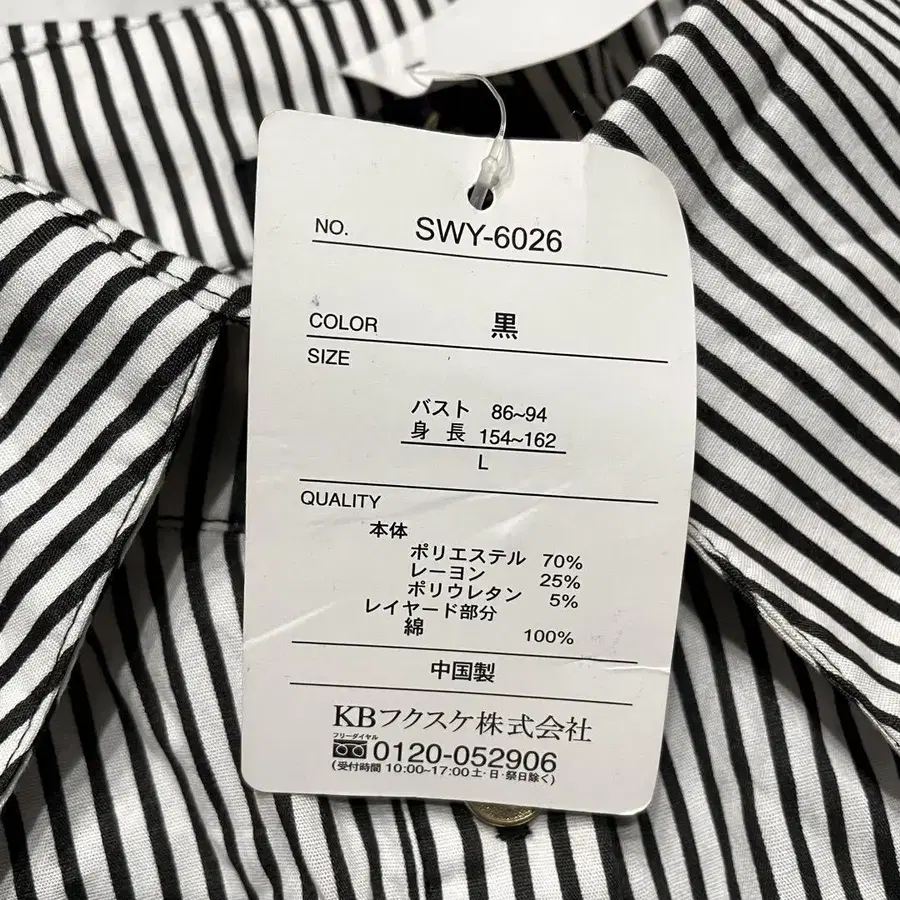 NO. SWY-6026
COLOR 黒
SIZE
バスト 86~94
身 長 154~162
L
QUALITY
本体
ポリエステル 70%
レーヨン 25%
ポリウレタン 5%
レイヤード部分
綿 100%
中国製
KBフクスケ株式会社
フリーダイヤル
0120-052906
(受付時間 10:00~17:00 土・日・祭日除く)